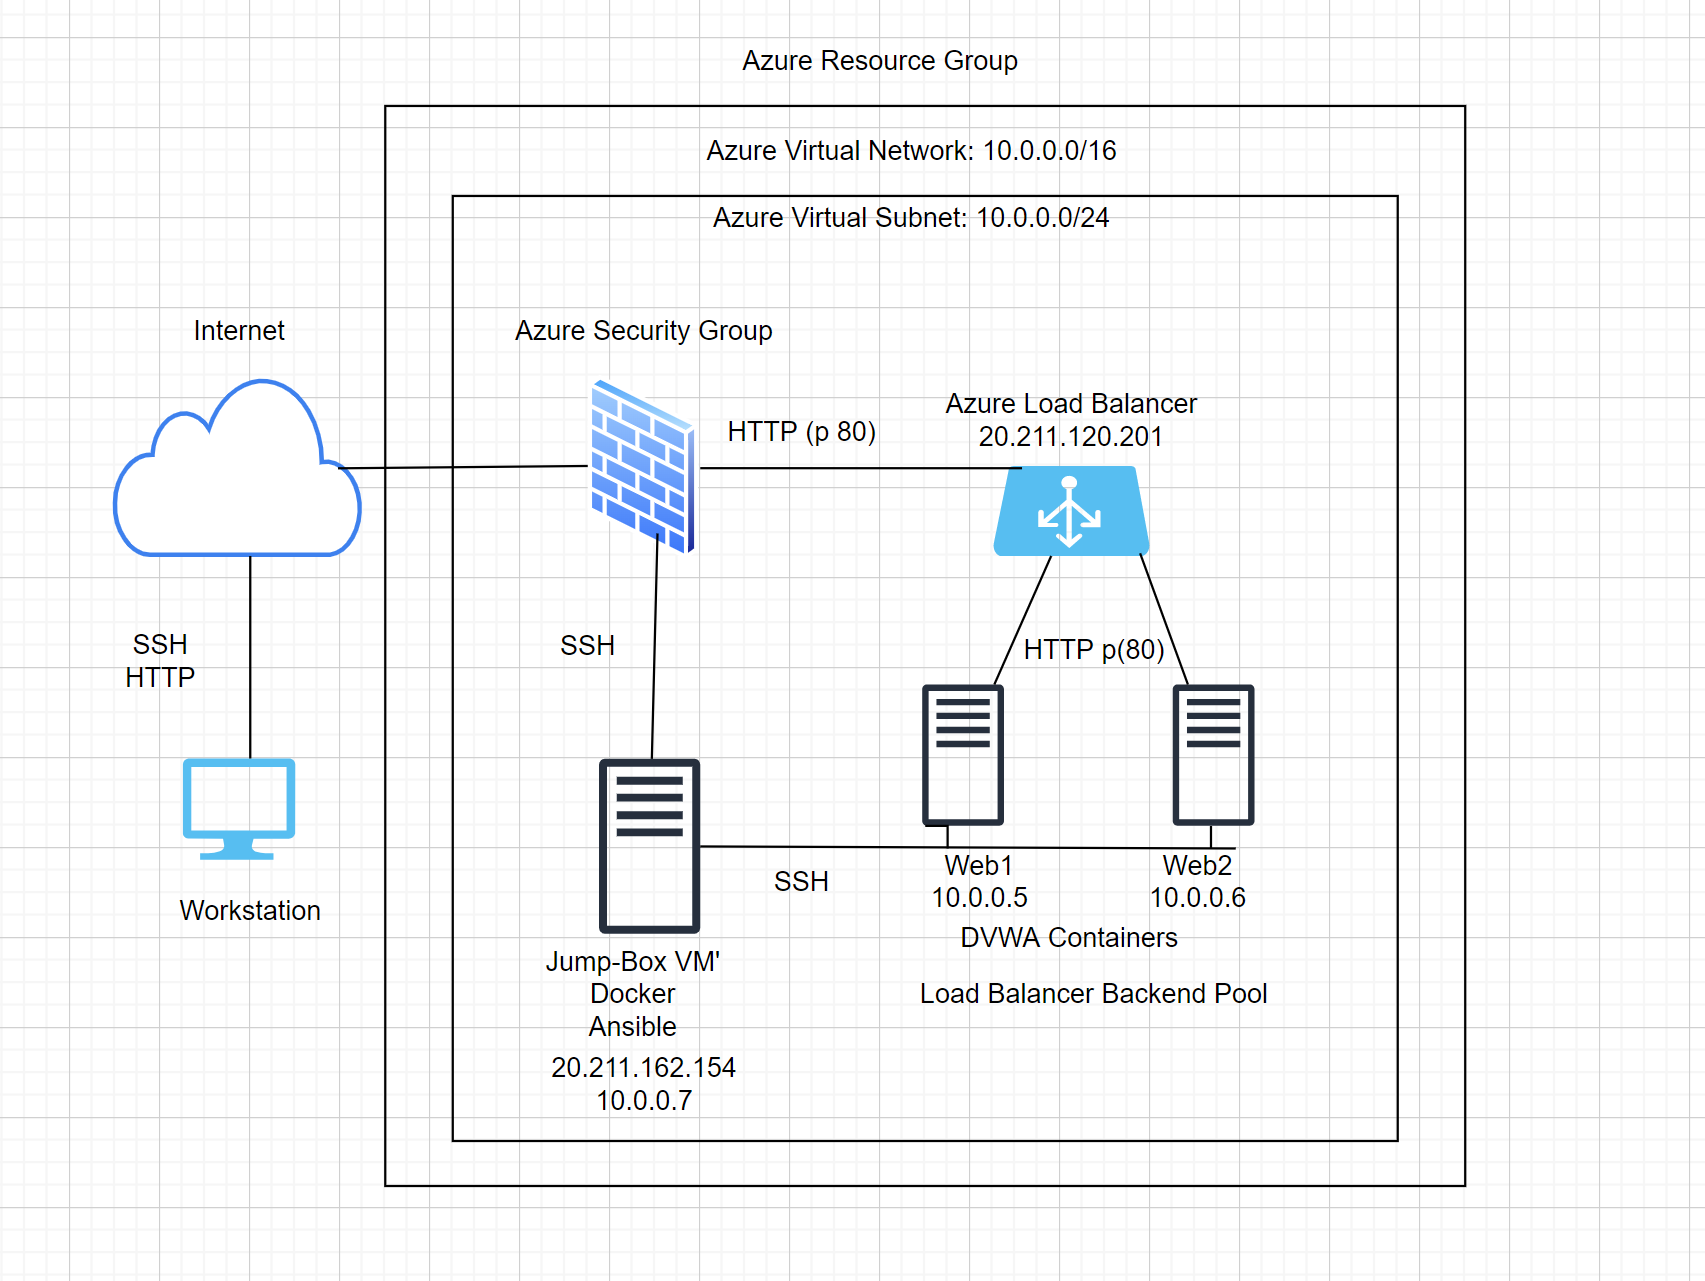 Azure Resource Group
Azure Virtual Network: 10.0.0.0/16
Azure Virtual Subnet: 10.0.0.0/24
Internet
Azure Security Group
Azure Load Balancer
20.211.120.201
HTTP (p 80)
SSH
HTTP
SSH
HTTP p(80)
Workstation
SSH
Web1
10.0.0.5
Web2
10.0.0.6
DVWA Containers
Load Balancer Backend Pool
Jump-Box VM'
Docker
Ansible
20.211.162.154
10.0.0.7